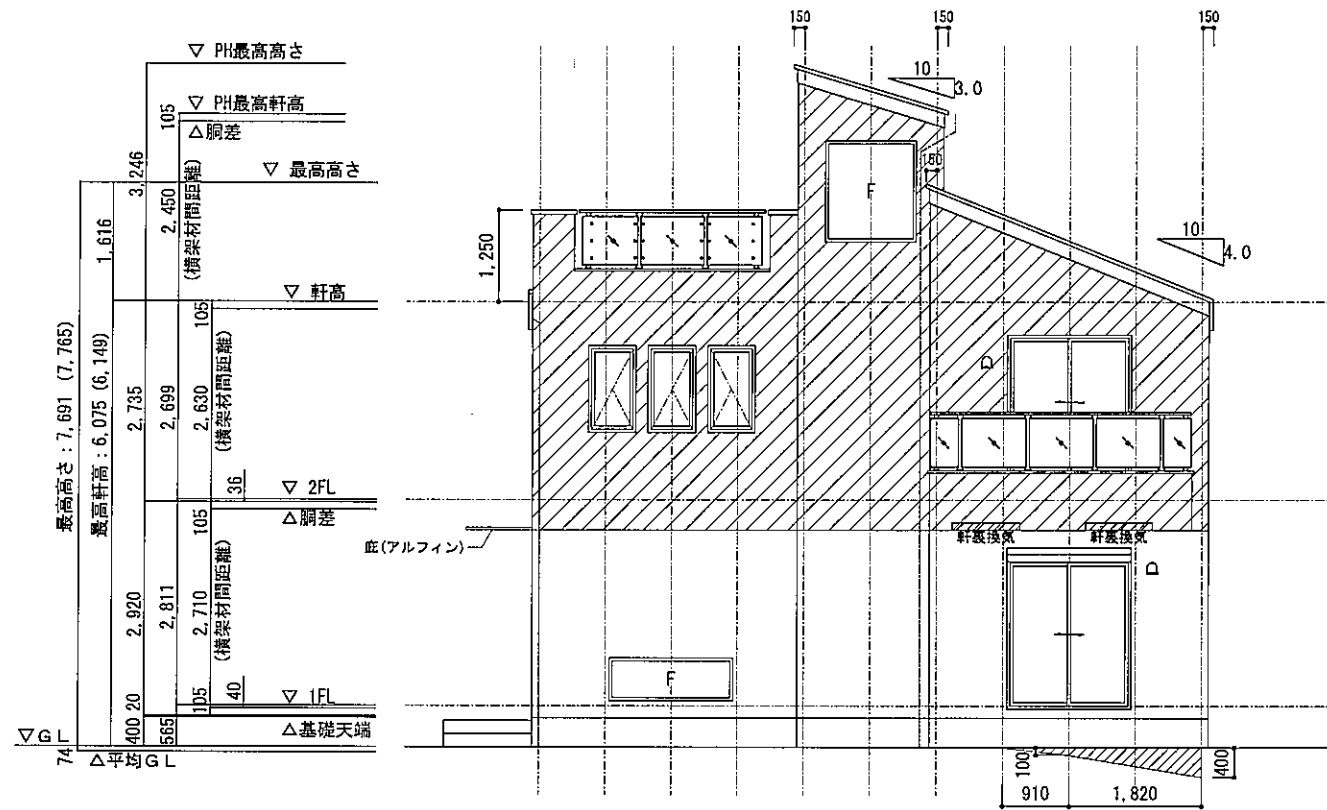 150
150
150
▽ PH最高高さ
10
3.0
▽ PH最高軒高
105
△胴差
150
3,246
▽ 最高高さ
2,450
(横架材間距離)
1,616
1,250
10
4.0
▽ 軒高
105
最高高さ:7,691 (7,765)
最高軒高:6,075 (6,149)
2,735
2,699
2,630
(横架材間距離)
F
D
36
▽ 2FL
105
△胴差
庇(アルフィン)
軒裏換気
軒裏換気
D
2,920
2,811
2,710
(横架材間距離)
F
40
▽ 1FL
20
105
400
565
△基礎天端
▽GL
74
△平均GL
100
400
910
1,820